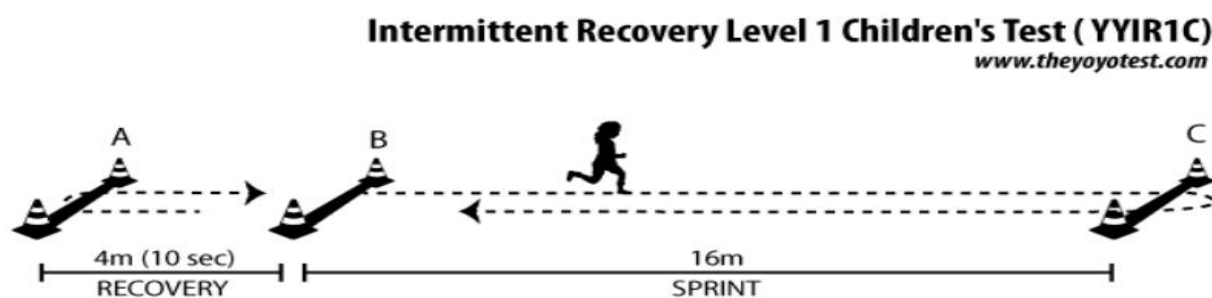 Intermittent Recovery Level 1 Children's Test ( YYIR1C)
www.theyoyotest.com
A
B
C
4m (10 sec)
16m
RECOVERY
SPRINT